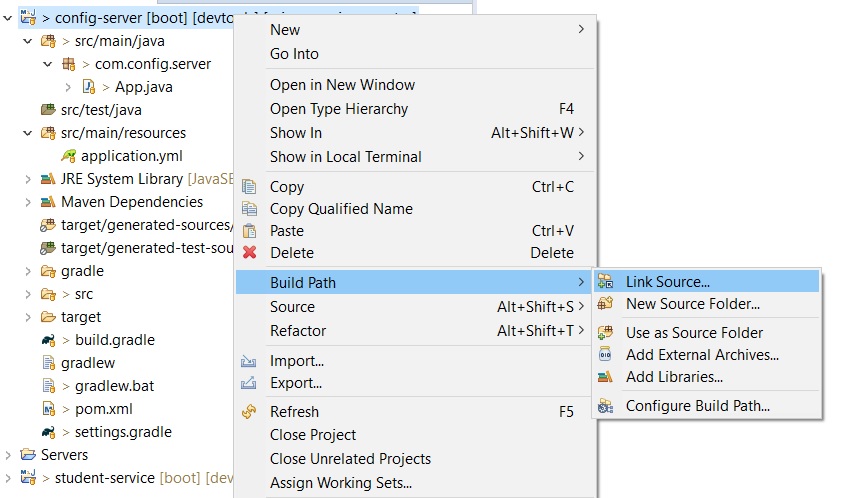 > config-server [boot] [devtools]
> src/main/java
> com.config.server
> App.java
src/test/java
src/main/resources
application.yml
JRE System Library [JavaSE
Maven Dependencies
target/generated-sources/
target/generated-test-sou
gradle
> src
target
> build.gradle
gradlew
> gradlew.bat
> pom.xml
> settings.gradle
Servers
> student-service [boot] [dev
New
Go Into
Open in New Window
Open Type Hierarchy F4
Show In Alt+Shift+W
Show in Local Terminal
Copy Ctrl+C
Copy Qualified Name
Paste Ctrl+V
Delete Delete
Build Path
Source Alt+Shift+S
Refactor Alt+Shift+T
Import...
Export...
Refresh F5
Close Project
Close Unrelated Projects
Assign Working Sets...
Link Source...
New Source Folder...
Use as Source Folder
Add External Archives...
Add Libraries...
Configure Build Path...